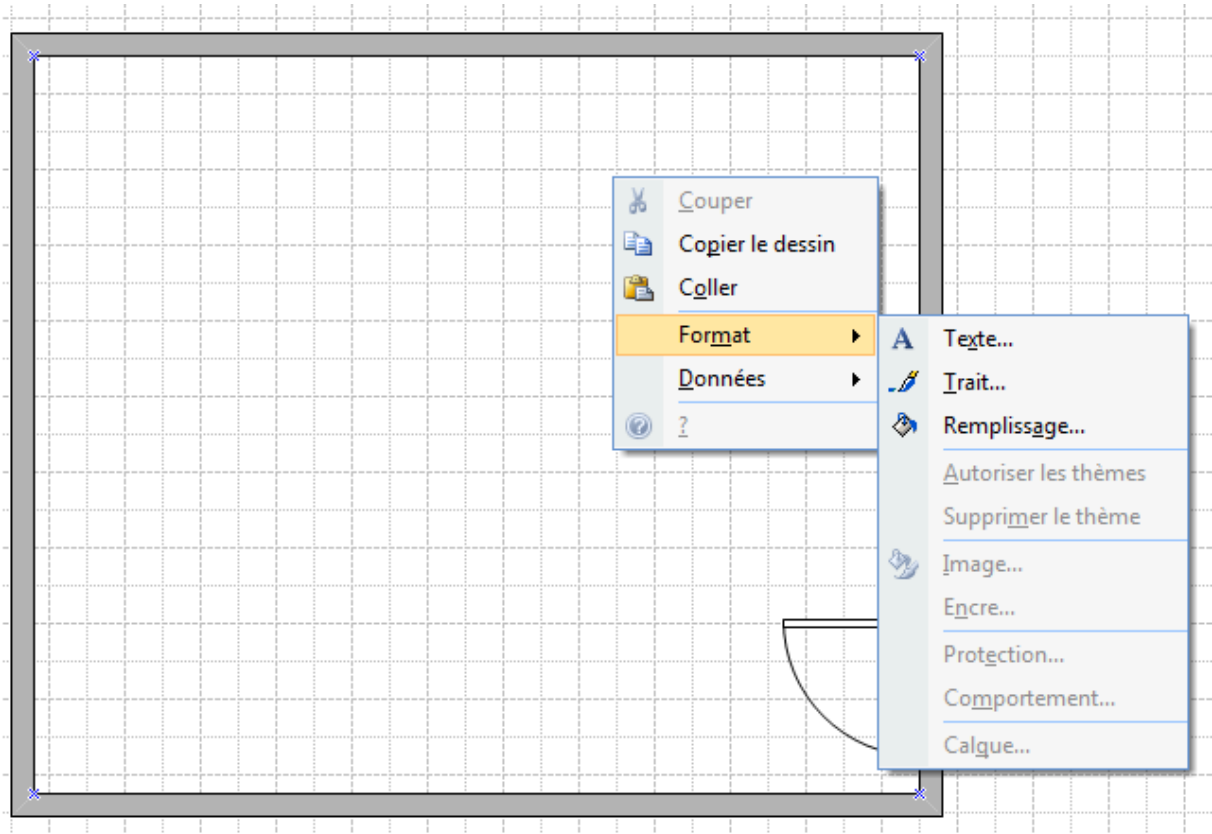 Couper
Copier le dessin
Coller
Format
Données
?
Texte...
Trait...
Remplissage...
Autoriser les thèmes
Supprimer le thème
Image...
Encre...
Protection...
Comportement...
Calque...